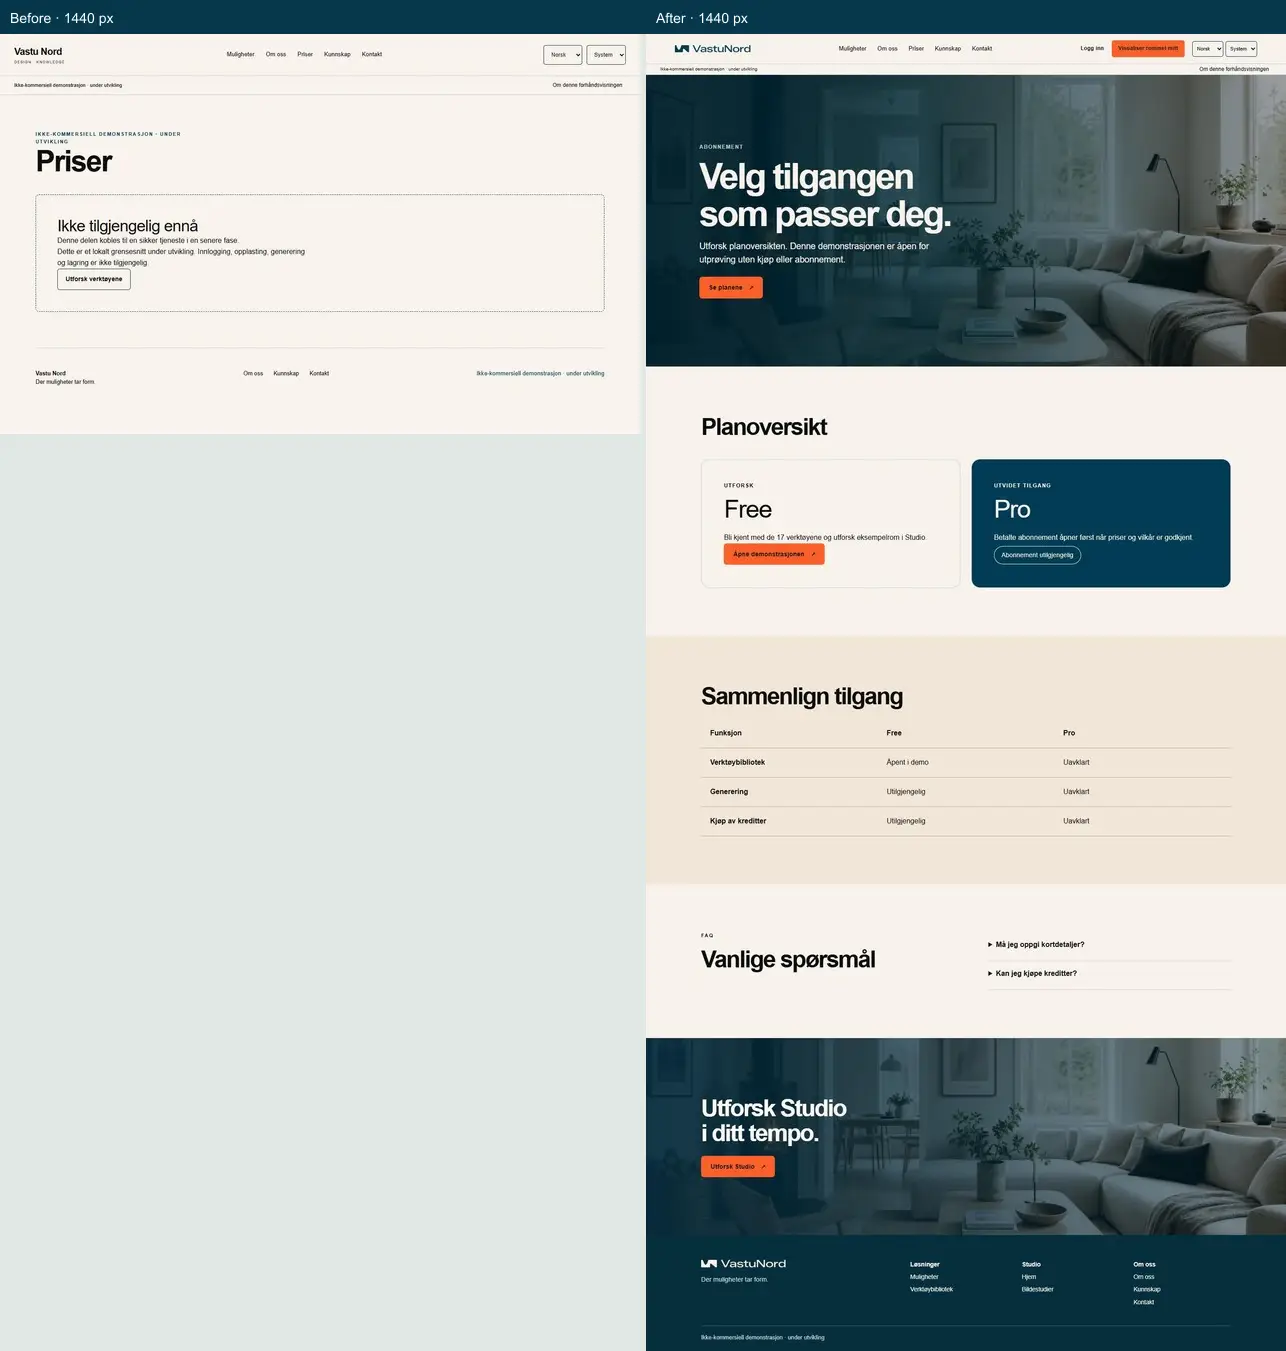 Before · 1440 px
Vastu Nord
DESIGN · KNOWLEDGE
Muligheter Om oss Priser Kunnskap Kontakt
Norsk System
Ikke-kommersiell demonstrasjon · under utvikling
Om denne forhåndsvisningen
IKKE-KOMMERSIELL DEMONSTRASJON · UNDER
UTVIKLING
Priser
Ikke tilgjengelig ennå
Denne delen kobles til en sikker tjeneste i en senere fase.
Dette er et lokalt grensesnitt under utvikling. Innlogging, opplasting, generering
og lagring er ikke tilgjengelig.
Utforsk verktøyene
Vastu Nord
Der muligheter tar form.
Om oss Kunnskap Kontakt
Ikke-kommersiell demonstrasjon · under utvikling
After · 1440 px
VastuNord
Muligheter Om oss Priser Kunnskap Kontakt
Logg inn
Visualiser rommet mitt
Norsk System
Ikke-kommersiell demonstrasjon · under utvikling
Om denne forhåndsvisningen
ABONNEMENT
Velg tilgangen
som passer deg.
Utforsk planoversikten. Denne demonstrasjonen er åpen for
utprøving uten kjøp eller abonnement.
Se planene ↗
Planoversikt
UTFORSK
Free
Bli kjent med de 17 verktøyene og utforsk eksempelrom i Studio.
Åpne demonstrasjonen ↗
UTVIDET TILGANG
Pro
Betalte abonnement åpner først når priser og vilkår er godkjent.
Abonnement utilgjengelig
Sammenlign tilgang
Funksjon Free Pro
Verktøybibliotek Åpent i demo Uavklart
Generering Utilgjengelig Uavklart
Kjøp av kreditter Utilgjengelig Uavklart
FAQ
Vanlige spørsmål
Må jeg oppgi kortdetaljer?
Kan jeg kjøpe kreditter?
Utforsk Studio
i ditt tempo.
Utforsk Studio ↗
VastuNord
Der muligheter tar form.
Løsninger
Muligheter
Verktøybibliotek
Studio
Hjem
Bildestudier
Om oss
Om oss
Kunnskap
Kontakt
Ikke-kommersiell demonstrasjon · under utvikling